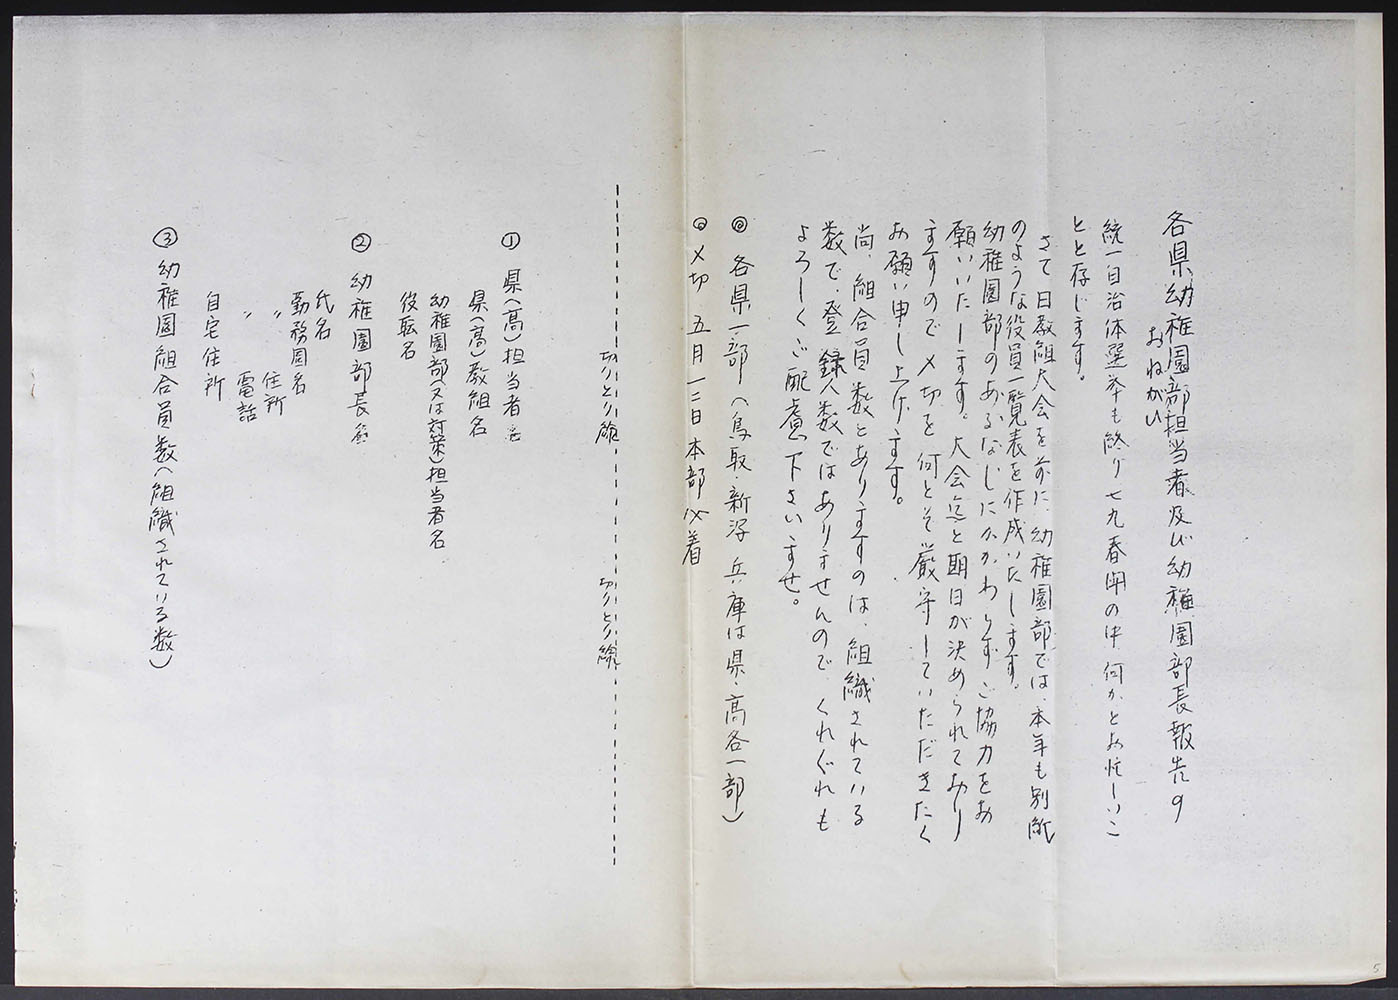 各県、幼稚園部担当者及び幼稚園部長報告の
おねがい
統一自治体選挙も終り七九春闘の中 何かとお忙しいこ
とと存じます。
さて日教組大会を前に、幼稚園部では、本年も別紙
のような役員一覧表を作成いたします。
幼稚園部のあるなしにかかわらず ご協力をお
願いいたします。大会迄と期日が決められており
ますので〆切を何とぞ厳守していただきたく
お願い申し上げます。
尚、組合員数とありますのは、組織されている
数で、登録人数ではありませんので、くれぐれも
よろしくご配慮下さいませ。
◎ 各県一部(鳥取・新潟 兵庫は県・高各一部)
◎〆切 五月一二日本部必着
切りとり線 切りとり線
① 県(高)担当者名
県(高)教組名
幼稚園部(又は対策)担当者名
役職名
② 幼稚園部長名
氏名
勤務園名
〃 住所
〃 電話
自宅住所
③ 幼稚園組合員数(組織されている数)
5